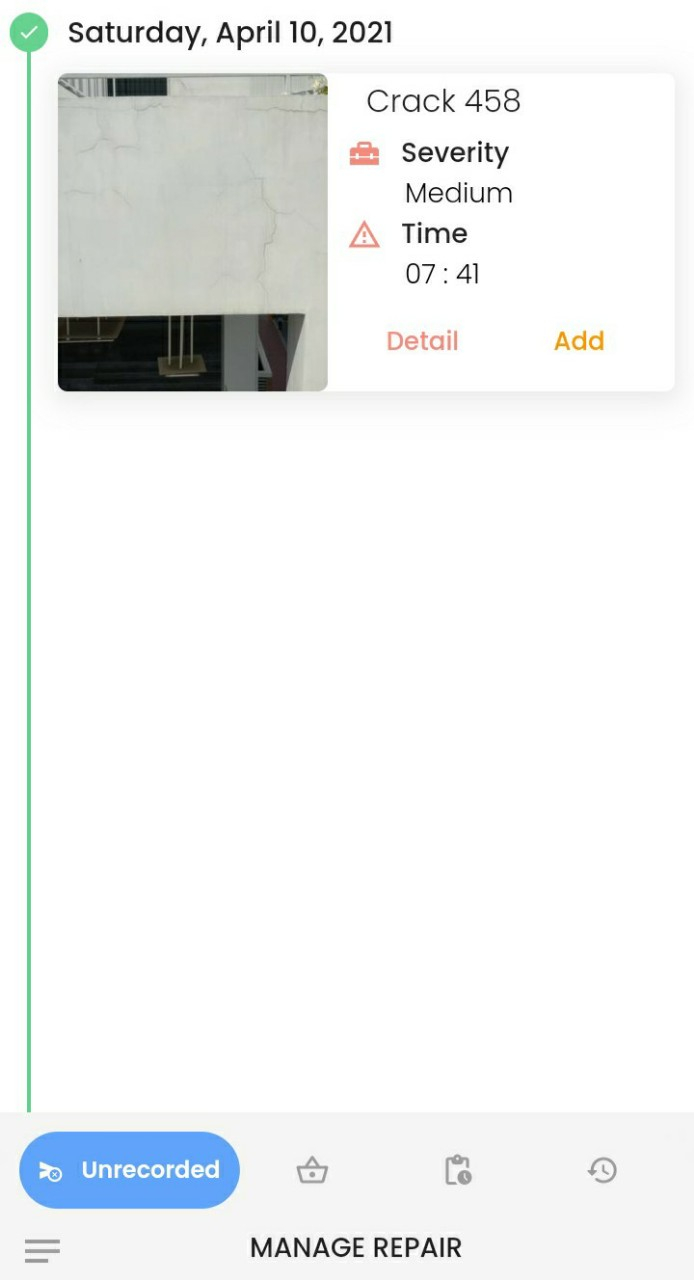 Saturday, April 10, 2021
Crack 458
Severity
Medium
Time
07 : 41
Detail Add
Unrecorded
MANAGE REPAIR